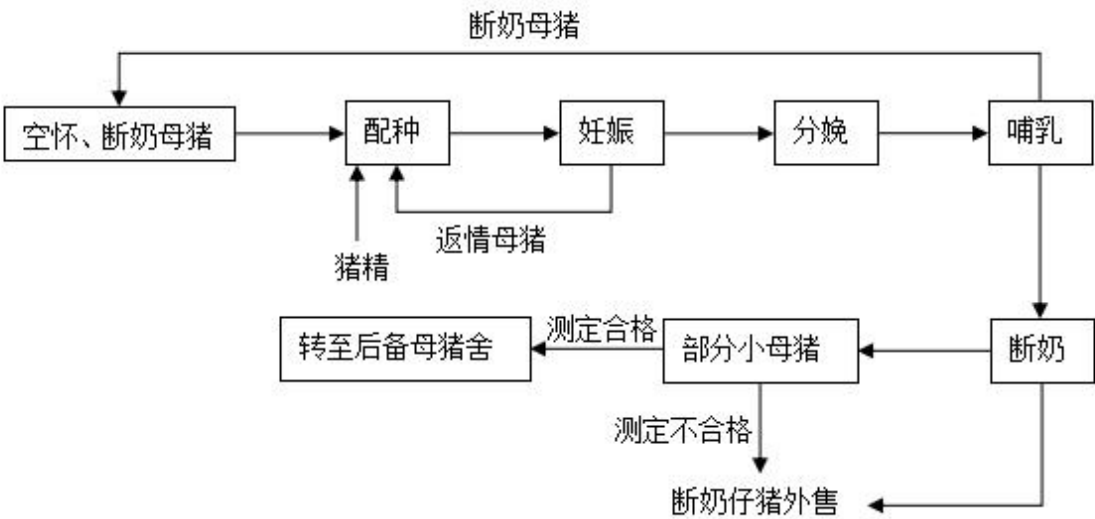 断奶母猪
空怀、断奶母猪
配种
妊娠
分娩
哺乳
返情母猪
猪精
转至后备母猪舍
测定合格
部分小母猪
断奶
测定不合格
断奶仔猪外售